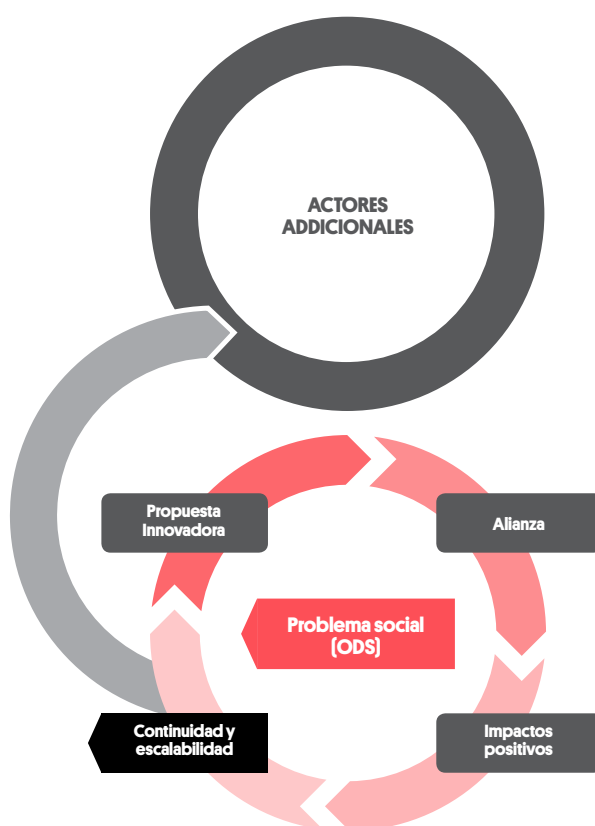 ACTORES
ADDICIONALES
Propuesta
Innovadora
Alianza
Problema social
(ODS)
Continuidad y
escalabilidad
Impactos
positivos